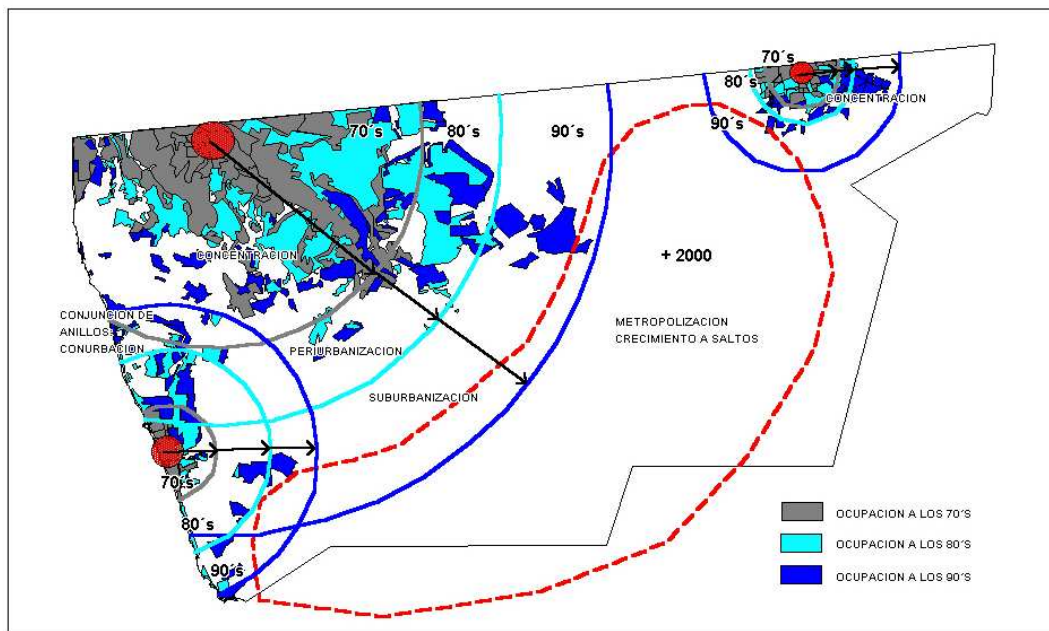 70´s
80´s
CONCENTRACION
90´s
70´s
80´s
90´s
CONCENTRACION
+ 2000
CONJUNCION DE
ANILLOS.
CONURBACION
PERIURBANIZACION
METROPOLIZACION
CRECIMIENTO A SALTOS
SUBURBANIZACION
70´s
80´s
90´s
OCUPACION A LOS 70´S
OCUPACION A LOS 80´S
OCUPACION A LOS 90´S